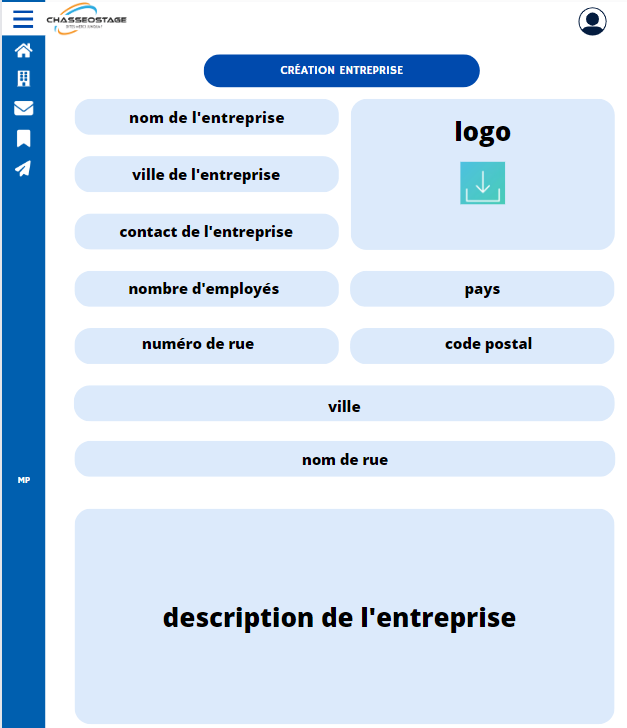 CHASSEOSTAGE
CRÉATION ENTREPRISE
nom de l'entreprise
logo
ville de l'entreprise
contact de l'entreprise
nombre d'employés
pays
numéro de rue
code postal
ville
nom de rue
MP
description de l'entreprise